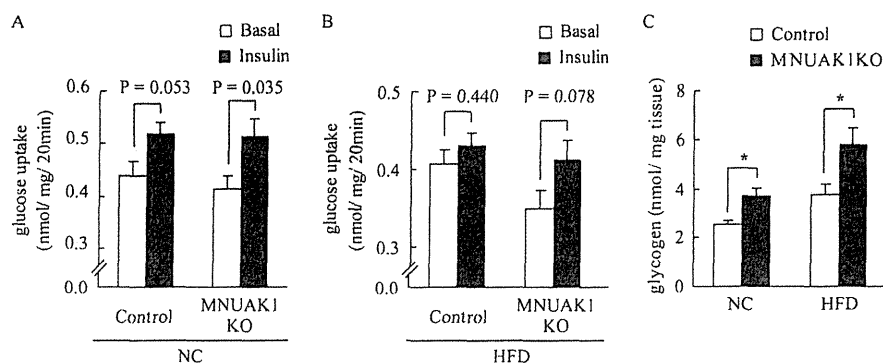 A
□ Basal
■ Insulin
P = 0.053 P = 0.035
glucose uptake
(nmol/ mg/ 20min)
0.6
0.5
0.4
0.3
0.0
Control MNUAK1 KO
NC
B
□ Basal
■ Insulin
P = 0.440 P = 0.078
glucose uptake
(nmol/ mg/ 20min)
0.5
0.4
0.3
0.0
Control MNUAK1 KO
HFD
C
□ Control
■ MNUAK1KO
glycogen (nmol/ mg tissue)
8
6
4
2
0
* *
NC HFD